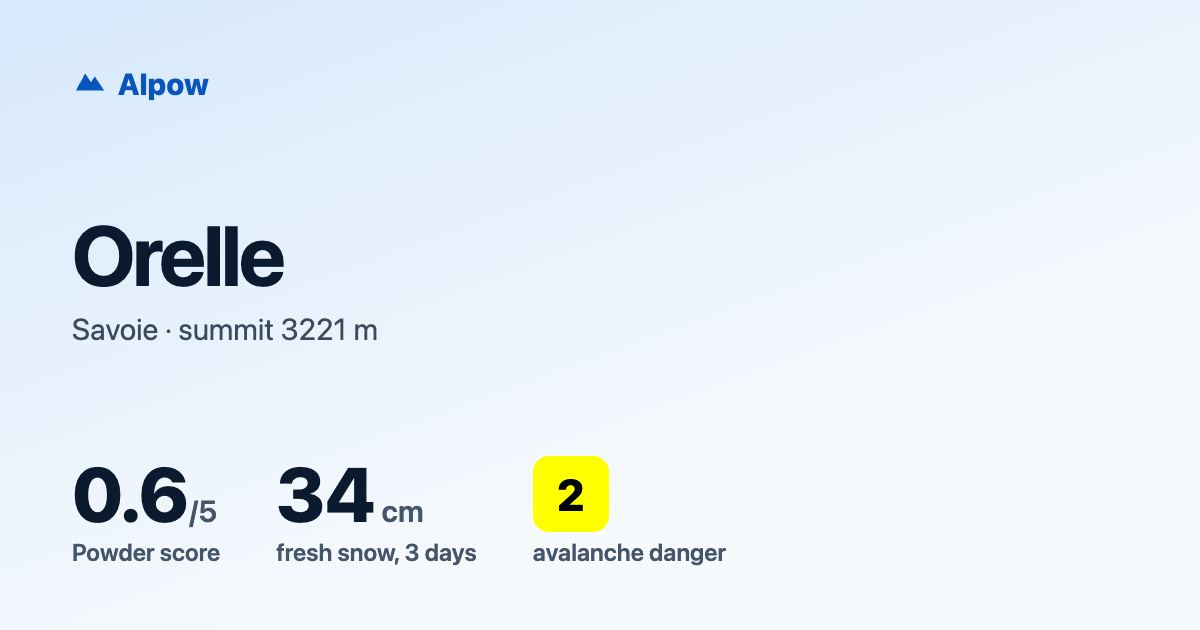 Alpow
Orelle
Savoie · summit 3221 m
0.6/5
Powder score
34 cm
fresh snow, 3 days
2
avalanche danger